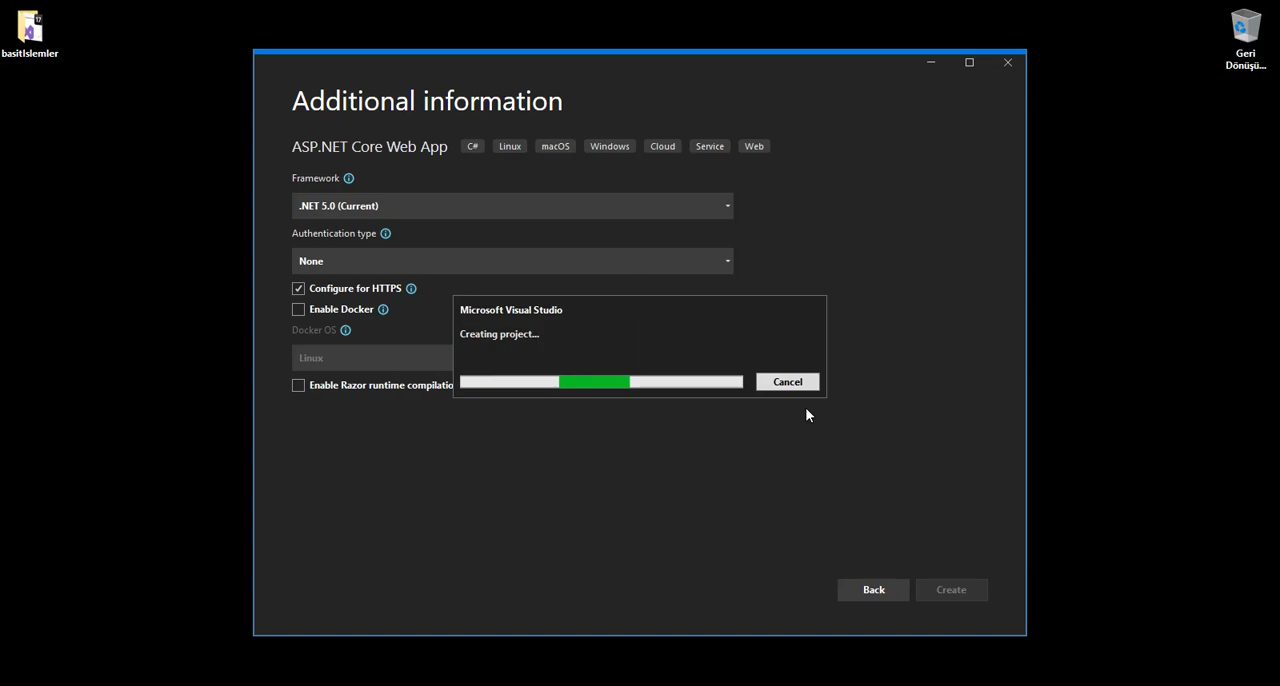 17
basitIslemler
Geri
Dönüşü...
Additional information
ASP.NET Core Web App C# Linux macOS Windows Cloud Service Web
Framework
.NET 5.0 (Current)
Authentication type
None
Configure for HTTPS
Enable Docker
Docker OS
Linux
Enable Razor runtime compilatio
Microsoft Visual Studio
Creating project...
Cancel
Back Create